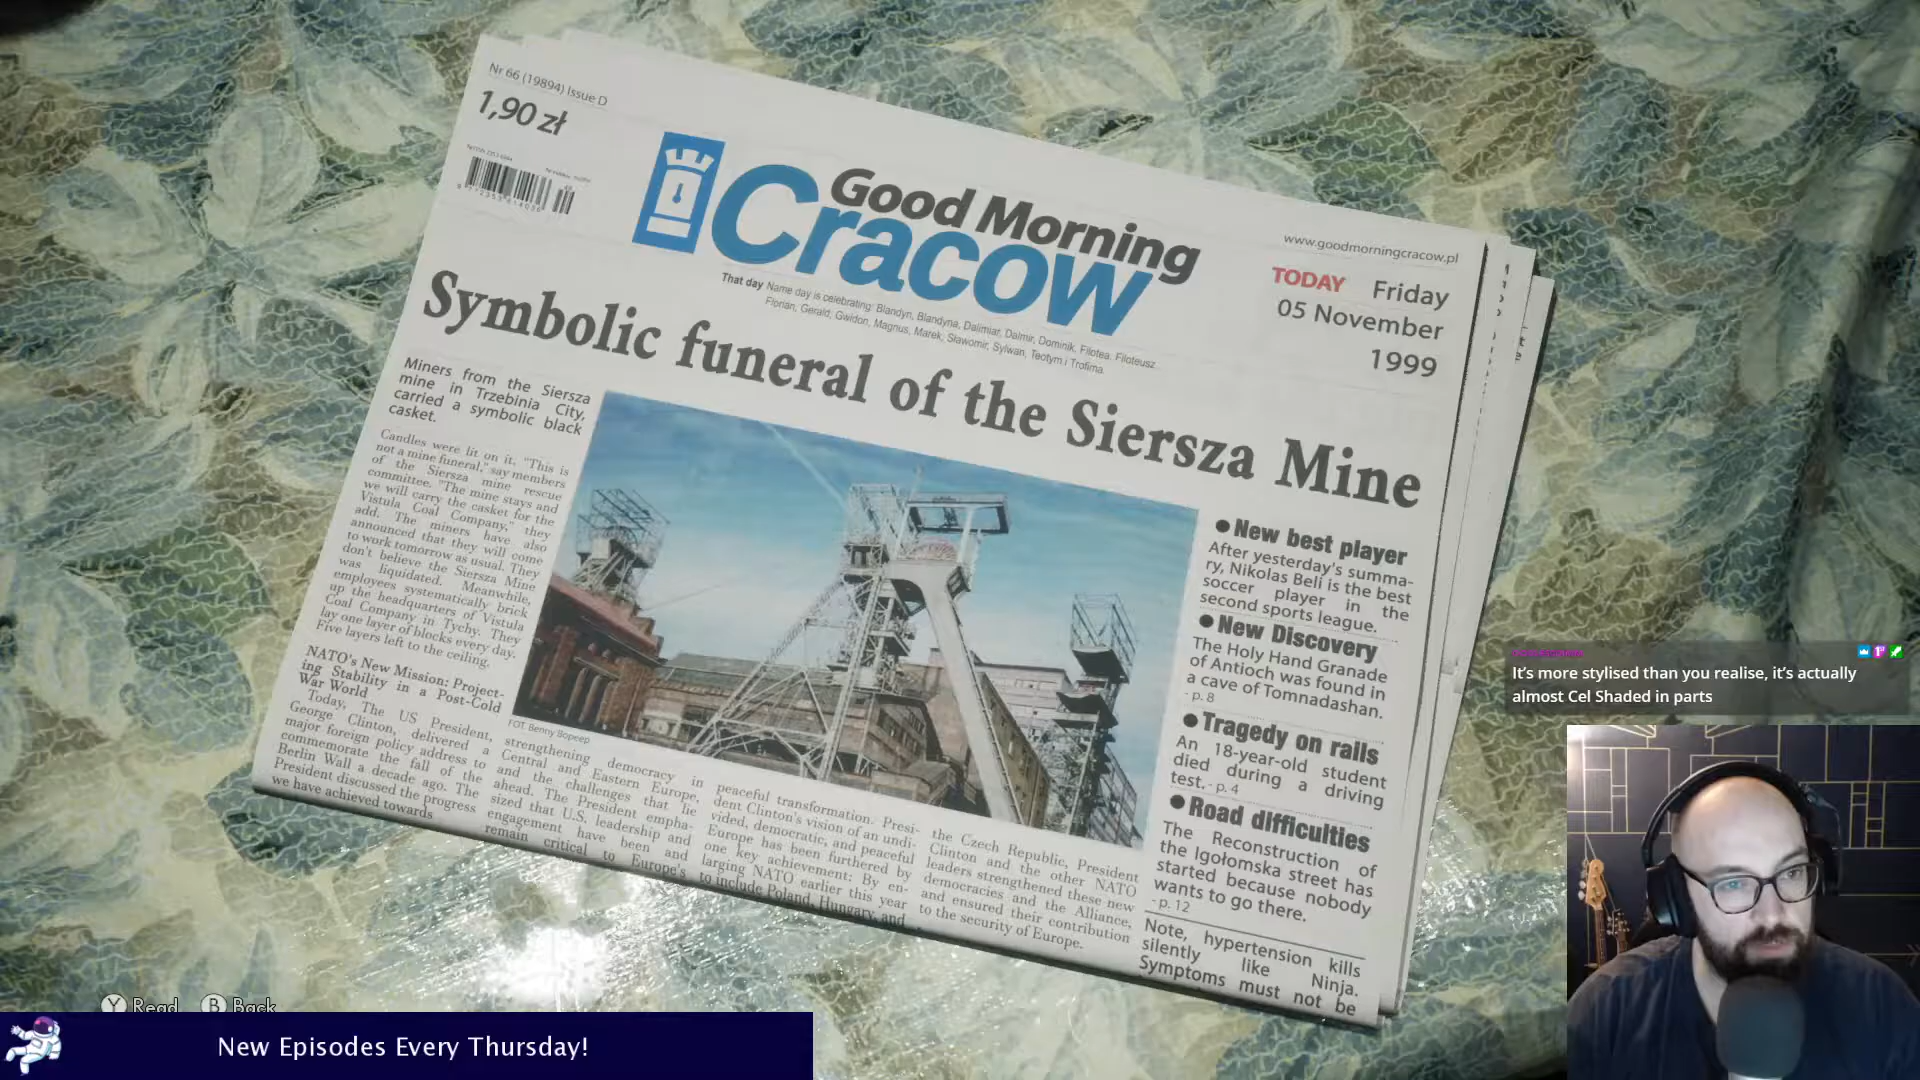 Nr 66 (19894) Issue D
1,90 zł
Good Morning
Cracow
www.goodmorningcracow.pl
TODAY Friday
05 November
1999
That day Name day is celebrating: Blandyn, Blandyna, Dalimiar, Dalmir, Dominik, Filotea, Filoteusz,
Florian, Gerald, Gwidon, Magnus, Marek, Sławomir, Sylwan, Teotym i Trofima.
Symbolic funeral of the Siersza Mine
Miners from the Siersza
mine in Trzebinia City,
carried a symbolic black
casket.
Candles were lit on it. "This is
not a mine funeral," say members
of the Siersza mine rescue
committee. "The mine stays and
we will carry the casket for the
Vistula Coal Company," they
add. The miners have also
announced that they will come
to work tomorrow as usual. They
don't believe the Siersza Mine
was liquidated. Meanwhile,
employees systematically brick
up the headquarters of Vistula
Coal Company in Tychy. They
lay one layer of blocks every day.
Five layers left to the ceiling.
NATO's New Mission: Project-
ing Stability in a Post-Cold
War World
Today, The US President,
George Clinton, delivered a
major foreign policy address to
commemorate the fall of the
Berlin Wall a decade ago. The
President discussed the progress
we have achieved towards
FOT. Benny Bopeep
strengthening democracy in
Central and Eastern Europe,
and the challenges that lie
ahead. The President empha-
sized that U.S. leadership and
engagement have been and
remain critical to Europe's
peaceful transformation. Presi-
dent Clinton's vision of an undi-
vided, democratic, and peaceful
Europe has been furthered by
one key achievement: By en-
larging NATO earlier this year
to include Poland, Hungary, and
the Czech Republic, President
Clinton and the other NATO
leaders strengthened these new
democracies and the Alliance,
and ensured their contribution
to the security of Europe.
● New best player
After yesterday's summa-
ry, Nikolas Beli is the best
soccer player in the
second sports league.
● New Discovery
The Holy Hand Granade
of Antioch was found in
a cave of Tomnadashan.
- p. 8
● Tragedy on rails
An 18-year-old student
died during a driving
test. - p. 4
● Road difficulties
The Reconstruction of
the Igołomska street has
started because nobody
wants to go there.
- p. 12
Note, hypertension kills
silently like Ninja.
Symptoms must not be
It's more stylised than you realise, it's actually
almost Cel Shaded in parts
Y Read B Back
New Episodes Every Thursday!